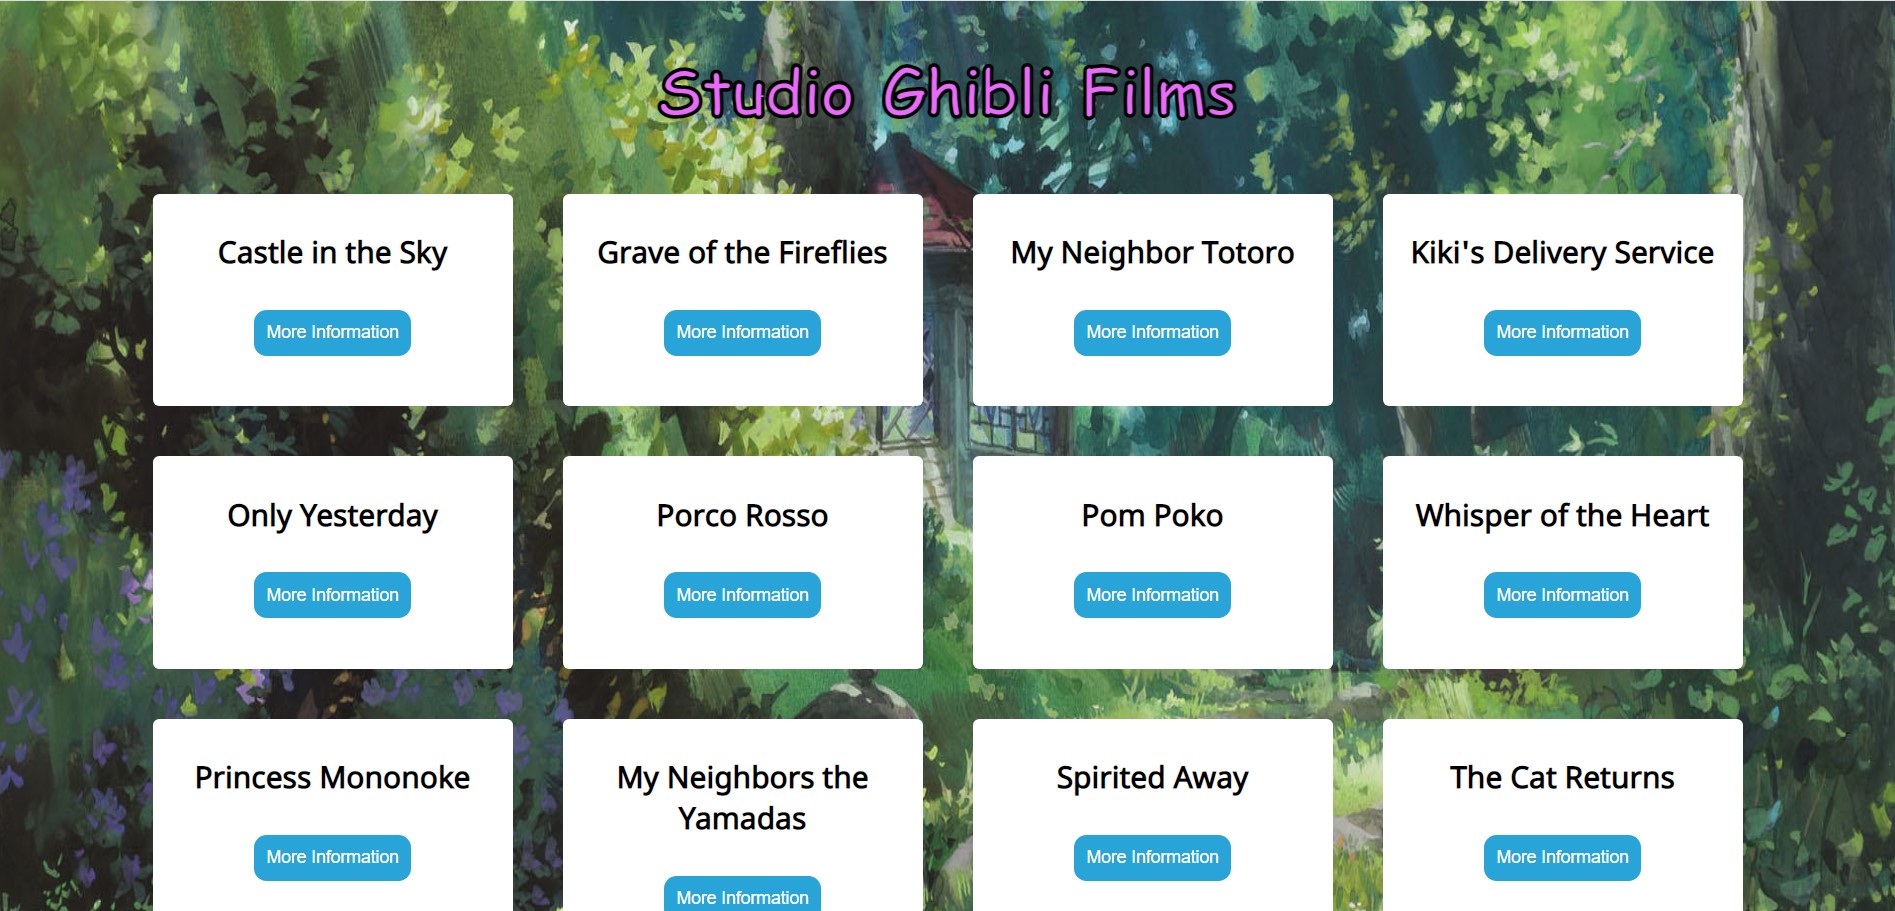 Studio Ghibli Films
Castle in the Sky
More Information
Grave of the Fireflies
More Information
My Neighbor Totoro
More Information
Kiki's Delivery Service
More Information
Only Yesterday
More Information
Porco Rosso
More Information
Pom Poko
More Information
Whisper of the Heart
More Information
Princess Mononoke
More Information
My Neighbors the
Yamadas
More Information
Spirited Away
More Information
The Cat Returns
More Information